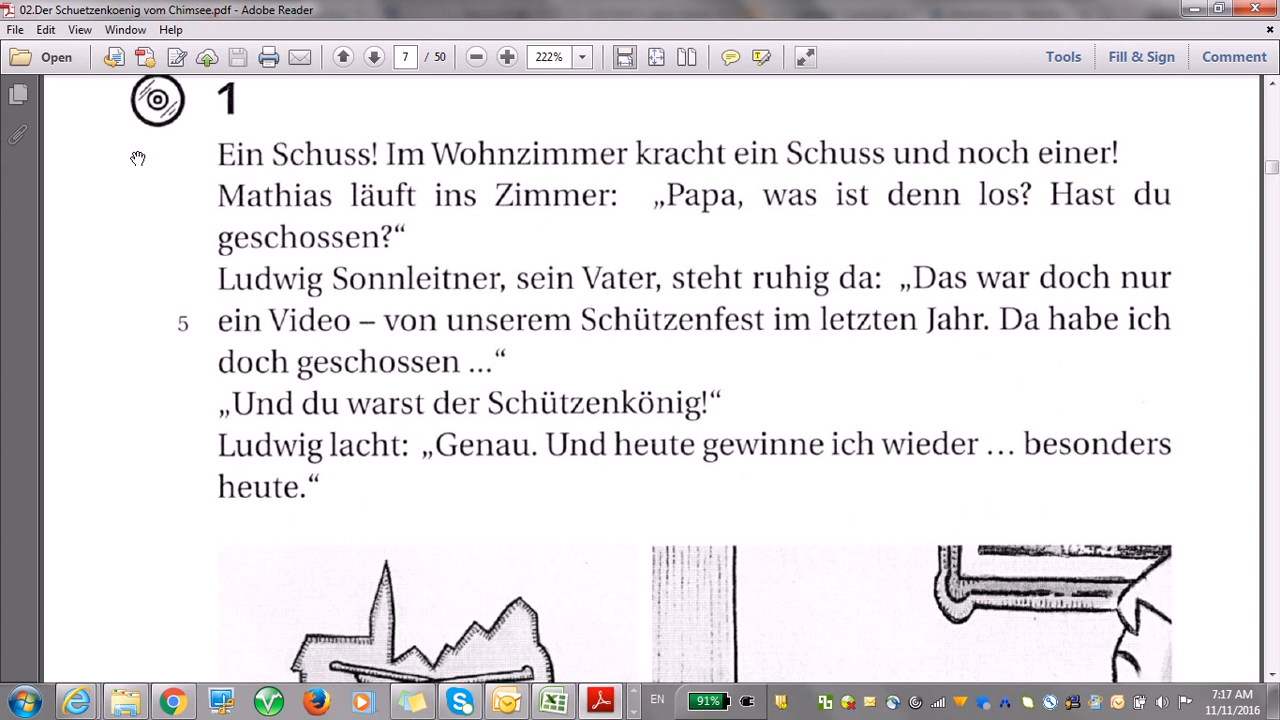 02.Der Schuetzenkoenig vom Chimsee.pdf - Adobe Reader
File Edit View Window Help
Open 7 / 50 222% Tools Fill & Sign Comment
1
Ein Schuss! Im Wohnzimmer kracht ein Schuss und noch einer!
Mathias läuft ins Zimmer: „Papa, was ist denn los? Hast du
geschossen?“
Ludwig Sonnleitner, sein Vater, steht ruhig da: „Das war doch nur
5 ein Video – von unserem Schützenfest im letzten Jahr. Da habe ich
doch geschossen ...“
„Und du warst der Schützenkönig!“
Ludwig lacht: „Genau. Und heute gewinne ich wieder ... besonders
heute.“
EN 91% 7:17 AM
11/11/2016